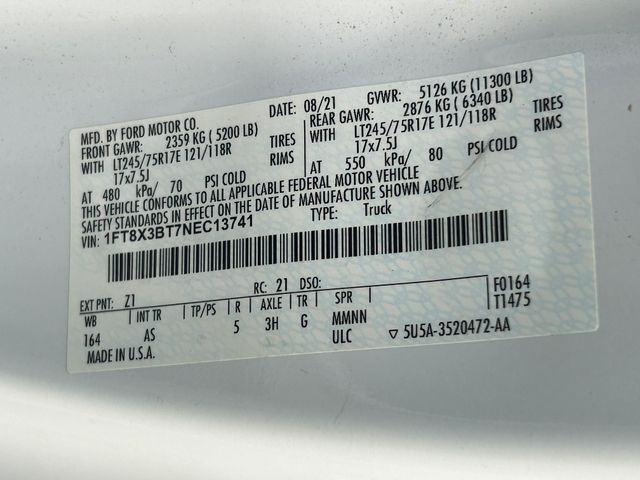 MFD. BY FORD MOTOR CO.
DATE: 08/21 GVWR: 5126 KG (11300 LB)
FRONT GAWR: 2359 KG ( 5200 LB) REAR GAWR: 2876 KG ( 6340 LB)
WITH LT245/75R17E 121/118R TIRES WITH LT245/75R17E 121/118R TIRES
17x7.5J RIMS 17x7.5J RIMS
AT 480 kPa/ 70 PSI COLD AT 550 kPa/ 80 PSI COLD
THIS VEHICLE CONFORMS TO ALL APPLICABLE FEDERAL MOTOR VEHICLE
SAFETY STANDARDS IN EFFECT ON THE DATE OF MANUFACTURE SHOWN ABOVE.
VIN: 1FT8X3BT7NEC13741 TYPE: Truck
EXT PNT: Z1 RC: 21 DSO: F0164
WB INT TR TP/PS R AXLE TR SPR T1475
164 AS 5 3H G MMNN
MADE IN U.S.A. ULC ▽ 5U5A-3520472-AA